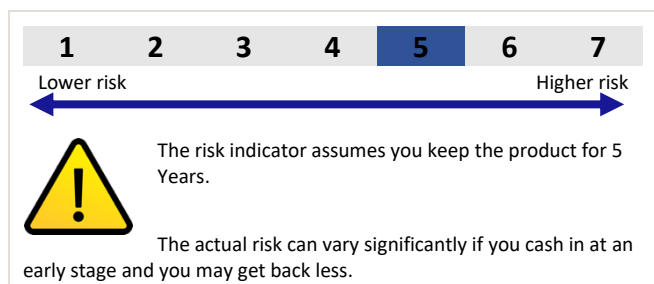 1 2 3 4 5 6 7
Lower risk Higher risk
The risk indicator assumes you keep the product for 5
Years.
The actual risk can vary significantly if you cash in at an
early stage and you may get back less.